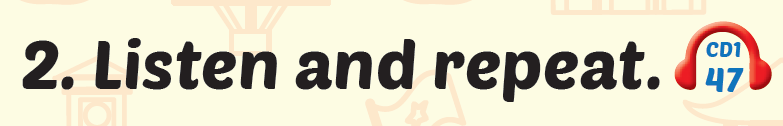 2. Listen and repeat.
CD1
47